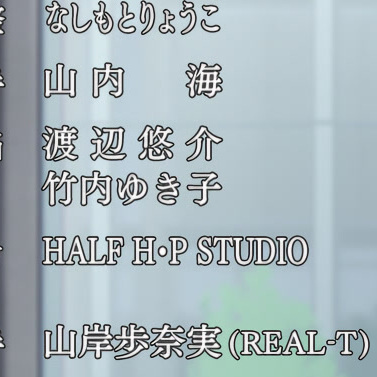 なしもとりょうこ
山内 海
渡辺悠介
竹内ゆき子
HALF H・P STUDIO
山岸歩奈実(REAL-T)